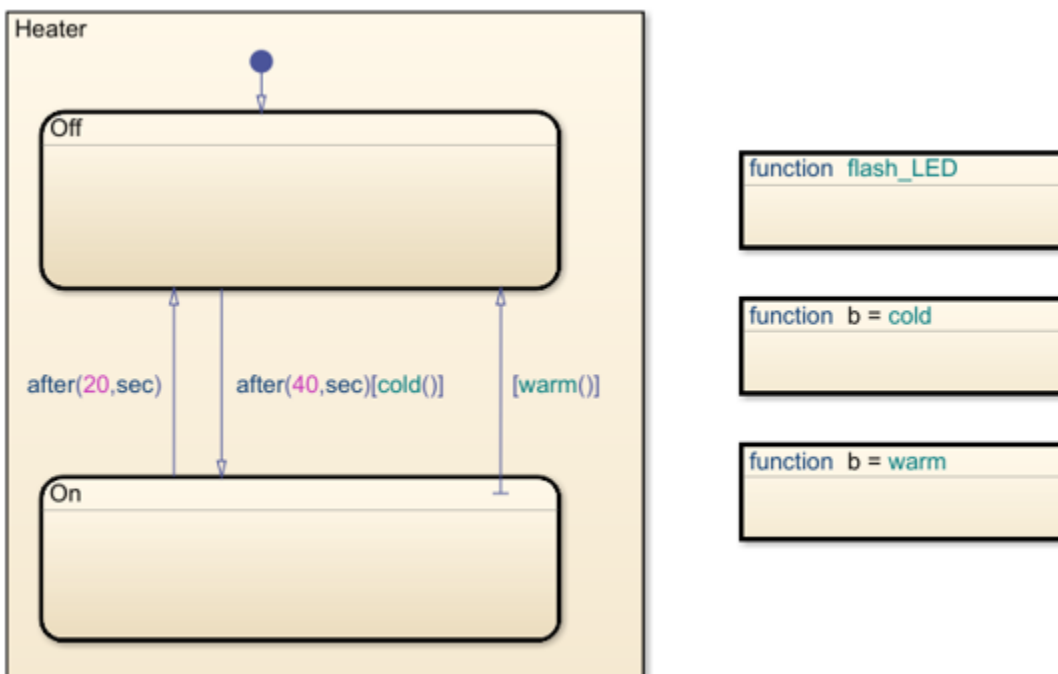 Heater
Off
after(20,sec)
after(40,sec)[cold()]
[warm()]
On
function flash_LED
function b = cold
function b = warm